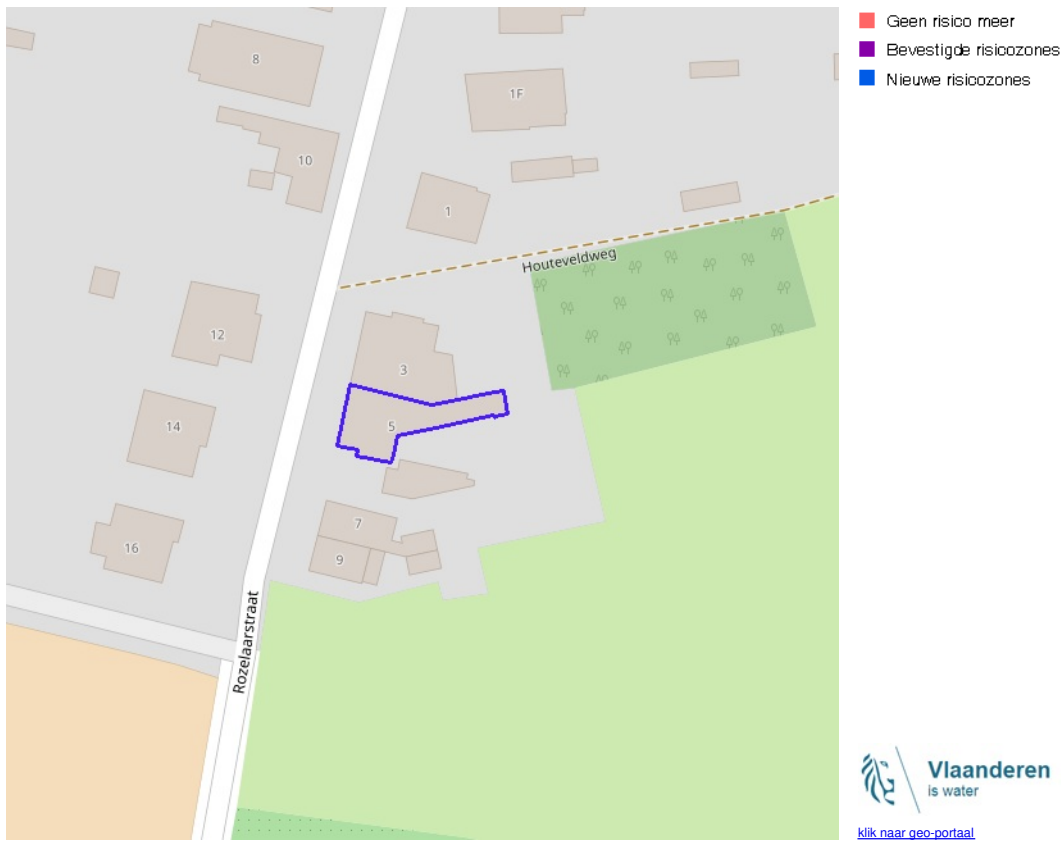 Geen risico meer
Bevestigde risicozones
Nieuwe risicozones
8
1F
10
1
Houteveldweg
12
3
14
5
7
16
9
Rozelaarstraat
Vlaanderen
is water
klik naar geo-portaal